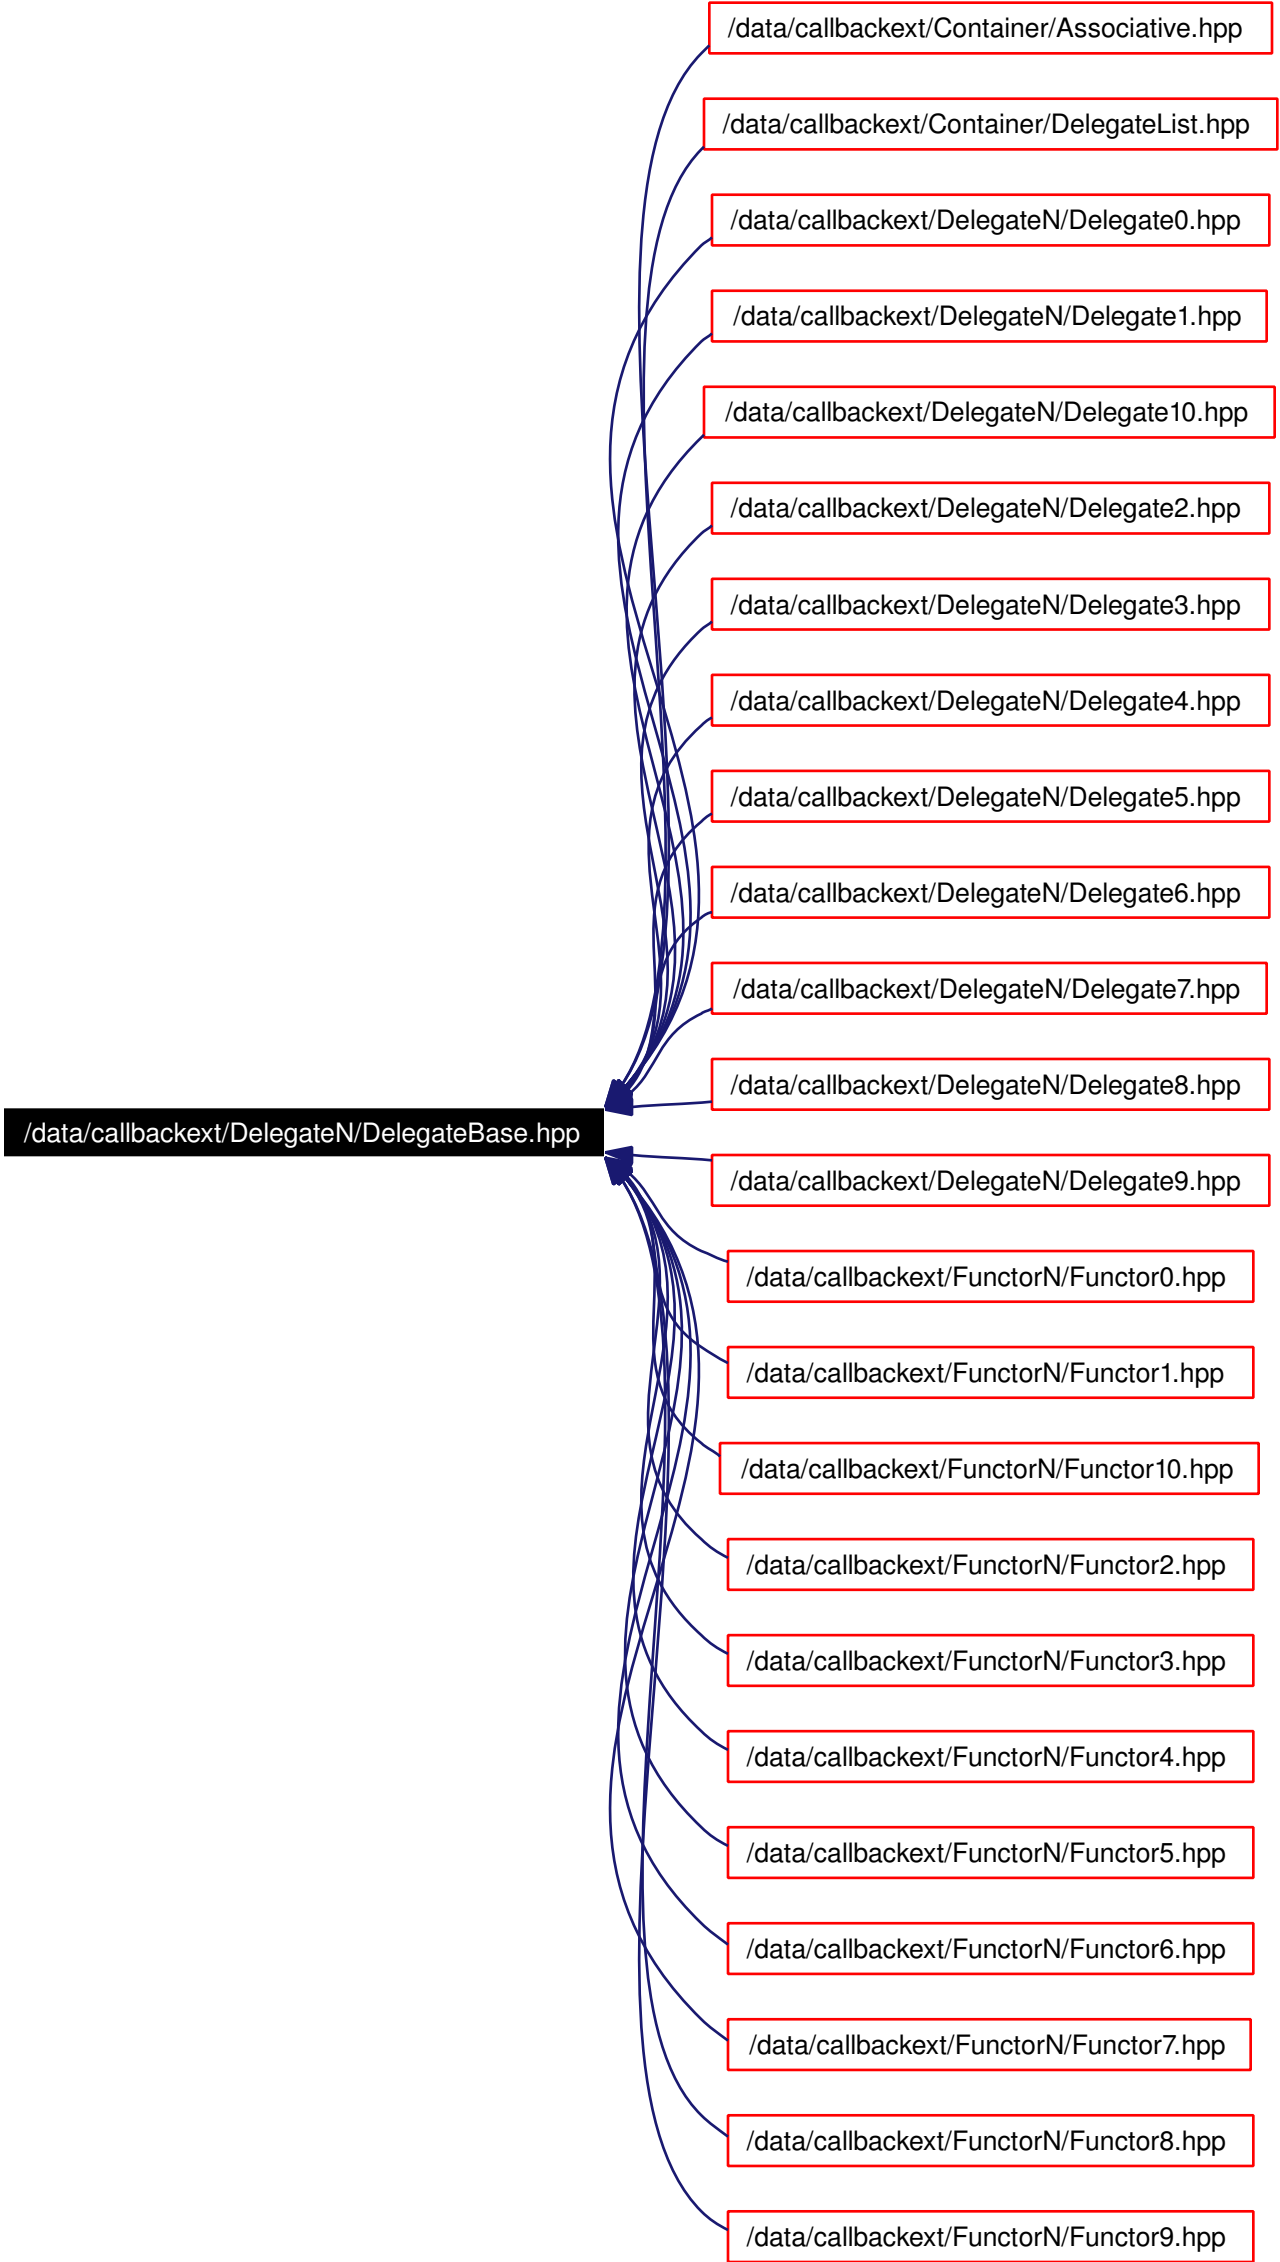 /data/callbackext/Container/Associative.hpp
/data/callbackext/Container/DelegateList.hpp
/data/callbackext/DelegateN/Delegate0.hpp
/data/callbackext/DelegateN/Delegate1.hpp
/data/callbackext/DelegateN/Delegate10.hpp
/data/callbackext/DelegateN/Delegate2.hpp
/data/callbackext/DelegateN/Delegate3.hpp
/data/callbackext/DelegateN/Delegate4.hpp
/data/callbackext/DelegateN/Delegate5.hpp
/data/callbackext/DelegateN/Delegate6.hpp
/data/callbackext/DelegateN/Delegate7.hpp
/data/callbackext/DelegateN/Delegate8.hpp
/data/callbackext/DelegateN/DelegateBase.hpp
/data/callbackext/DelegateN/Delegate9.hpp
/data/callbackext/FunctorN/Functor0.hpp
/data/callbackext/FunctorN/Functor1.hpp
/data/callbackext/FunctorN/Functor10.hpp
/data/callbackext/FunctorN/Functor2.hpp
/data/callbackext/FunctorN/Functor3.hpp
/data/callbackext/FunctorN/Functor4.hpp
/data/callbackext/FunctorN/Functor5.hpp
/data/callbackext/FunctorN/Functor6.hpp
/data/callbackext/FunctorN/Functor7.hpp
/data/callbackext/FunctorN/Functor8.hpp
/data/callbackext/FunctorN/Functor9.hpp